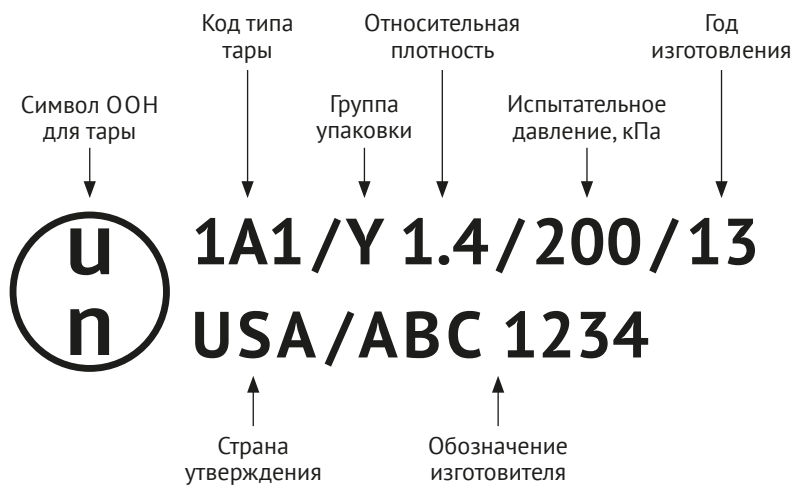 Код типа
тары
Относительная
плотность
Год
изготовления
Символ ООН
для тары
Группа
упаковки
Испытательное
давление, кПа
u
n
1A1/Y 1.4/200/13
USA/ABC 1234
Страна
утверждения
Обозначение
изготовителя